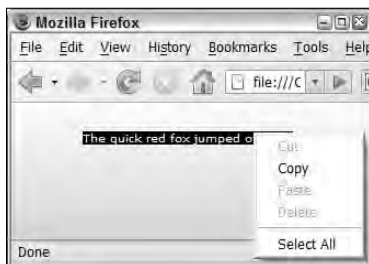 Mozilla Firefox
File Edit View History Bookmarks Tools Help
file:///C
The quick red fox jumped o
Cut
Copy
Paste
Delete
Select All
Done